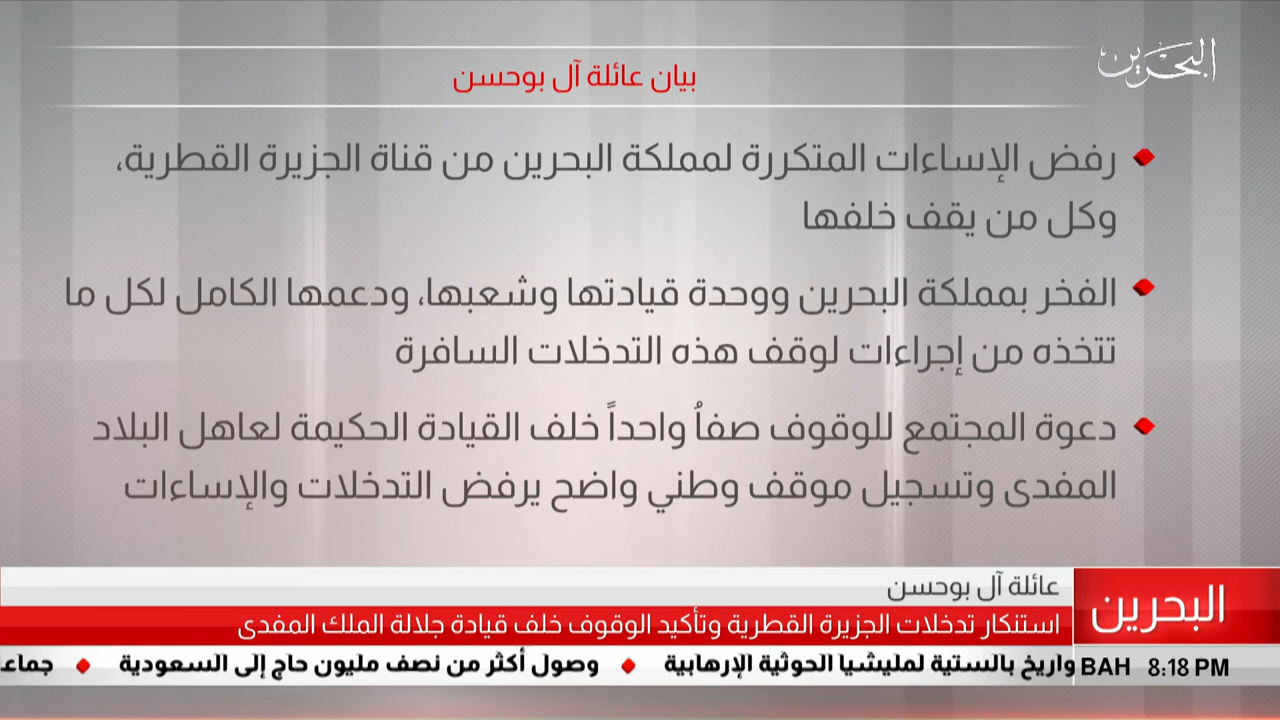 البحرين
بيان عائلة آل بوحسن
رفض الإساءات المتكررة لمملكة البحرين من قناة الجزيرة القطرية،
وكل من يقف خلفها
الفخر بمملكة البحرين ووحدة قيادتها وشعبها، ودعمها الكامل لكل ما
تتخذه من إجراءات لوقف هذه التدخلات السافرة
دعوة المجتمع للوقوف صفاُ واحداً خلف القيادة الحكيمة لعاهل البلاد
المفدى وتسجيل موقف وطني واضح يرفض التدخلات والإساءات
عائلة آل بوحسن
البحرين
استنكار تدخلات الجزيرة القطرية وتأكيد الوقوف خلف قيادة جلالة الملك المفدى
BAH 8:18 PM
واريخ بالستية لمليشيا الحوثية الإرهابية ♦ وصول أكثر من نصف مليون حاج إلى السعودية ♦ جماعـ